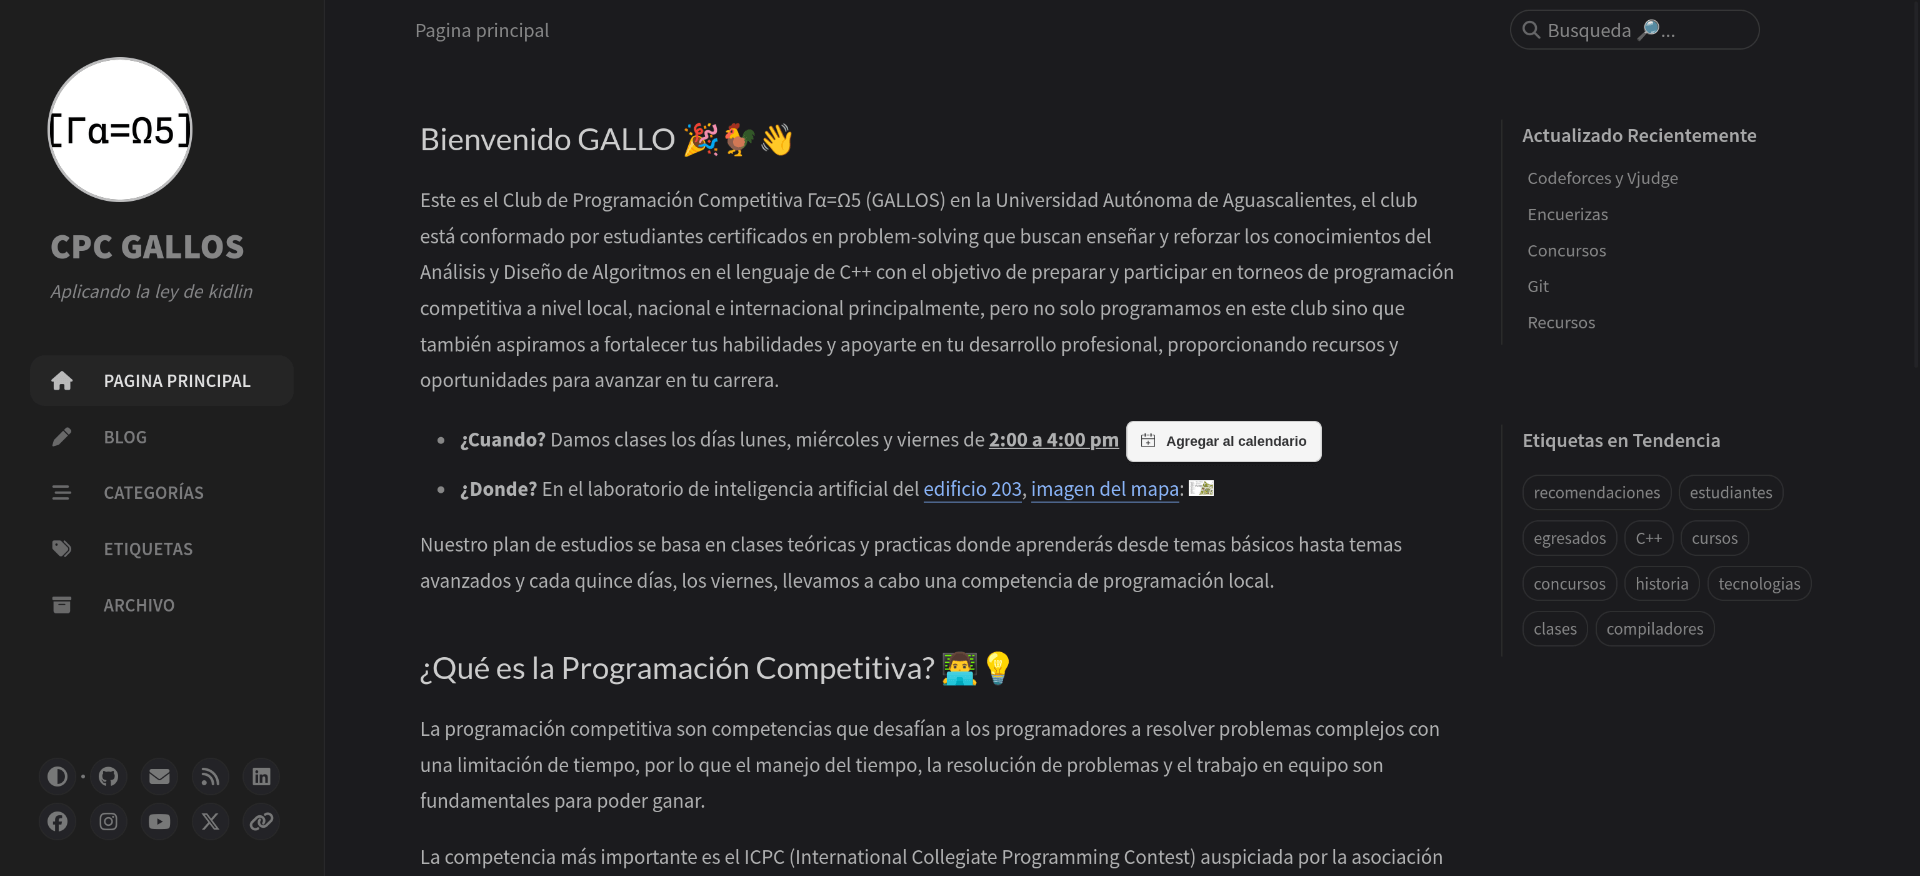 [Γα=Ω5]
CPC GALLOS
Aplicando la ley de kidlin
PAGINA PRINCIPAL
BLOG
CATEGORÍAS
ETIQUETAS
ARCHIVO
Pagina principal
Busqueda 🔎...
Bienvenido GALLO 🎉🐓👋
Este es el Club de Programación Competitiva Γα=Ω5 (GALLOS) en la Universidad Autónoma de Aguascalientes, el club
está conformado por estudiantes certificados en problem-solving que buscan enseñar y reforzar los conocimientos del
Análisis y Diseño de Algoritmos en el lenguaje de C++ con el objetivo de preparar y participar en torneos de programación
competitiva a nivel local, nacional e internacional principalmente, pero no solo programamos en este club sino que
también aspiramos a fortalecer tus habilidades y apoyarte en tu desarrollo profesional, proporcionando recursos y
oportunidades para avanzar en tu carrera.
• ¿Cuando? Damos clases los días lunes, miércoles y viernes de 2:00 a 4:00 pm Agregar al calendario
• ¿Donde? En el laboratorio de inteligencia artificial del edificio 203, imagen del mapa:
Nuestro plan de estudios se basa en clases teóricas y practicas donde aprenderás desde temas básicos hasta temas
avanzados y cada quince días, los viernes, llevamos a cabo una competencia de programación local.
¿Qué es la Programación Competitiva? 👨‍💻💡
La programación competitiva son competencias que desafían a los programadores a resolver problemas complejos con
una limitación de tiempo, por lo que el manejo del tiempo, la resolución de problemas y el trabajo en equipo son
fundamentales para poder ganar.
La competencia más importante es el ICPC (International Collegiate Programming Contest) auspiciada por la asociación
Actualizado Recientemente
Codeforces y Vjudge
Encuerizas
Concursos
Git
Recursos
Etiquetas en Tendencia
recomendaciones estudiantes
egresados C++ cursos
concursos historia tecnologias
clases compiladores